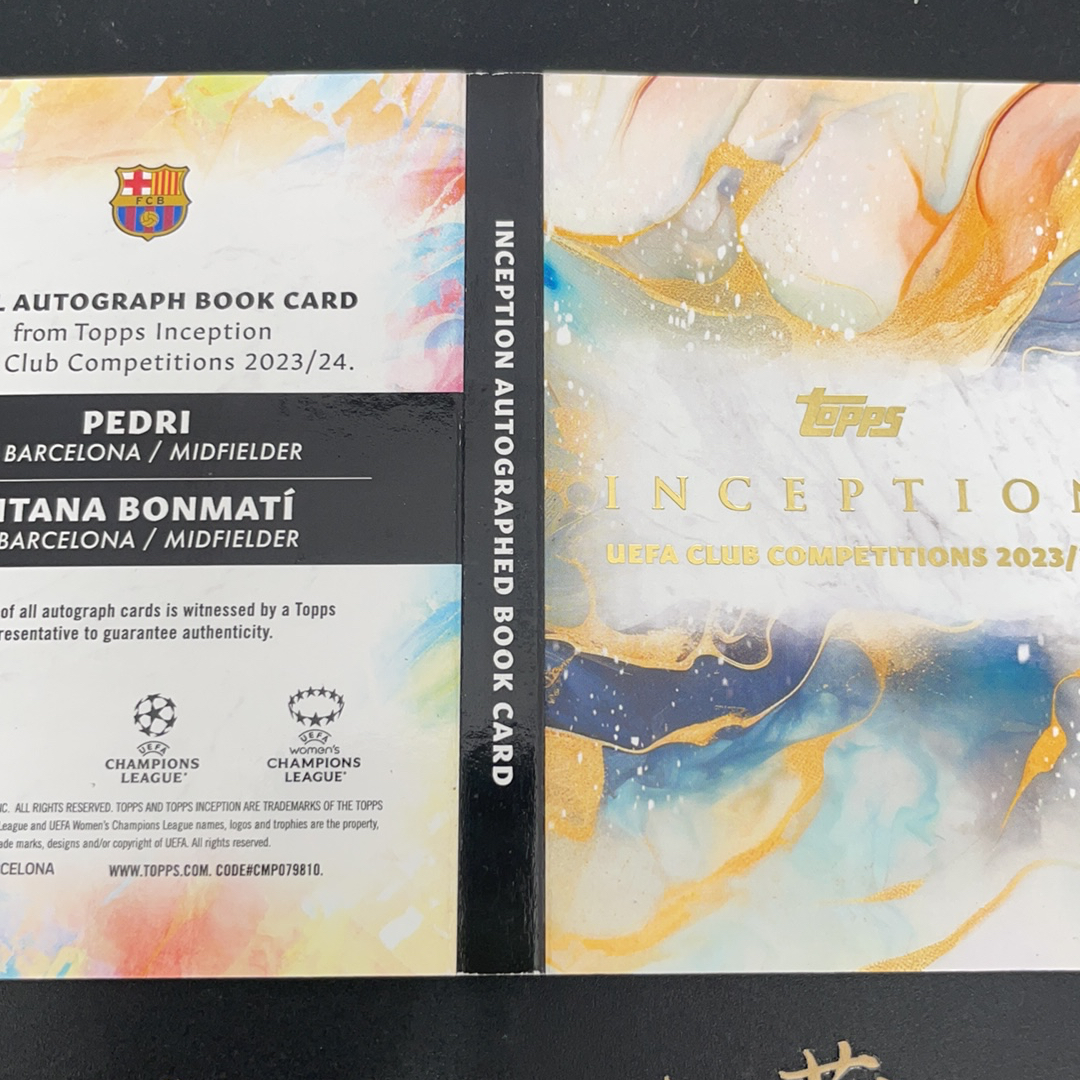 FCB
L AUTOGRAPH BOOK CARD
from Topps Inception
Club Competitions 2023/24.
PEDRI
BARCELONA / MIDFIELDER
ITANA BONMATÍ
BARCELONA / MIDFIELDER
of all autograph cards is witnessed by a Topps
resentative to guarantee authenticity.
UEFA
CHAMPIONS
LEAGUE
UEFA
women's
CHAMPIONS
LEAGUE
C. ALL RIGHTS RESERVED. TOPPS AND TOPPS INCEPTION ARE TRADEMARKS OF THE TOPPS
League and UEFA Women's Champions League names, logos and trophies are the property,
ade marks, designs and/or copyright of UEFA. All rights reserved.
CELONA WWW.TOPPS.COM. CODE#CMP079810.
INCEPTION AUTOGRAPHED BOOK CARD
topps
INCEPTION
UEFA CLUB COMPETITIONS 2023/